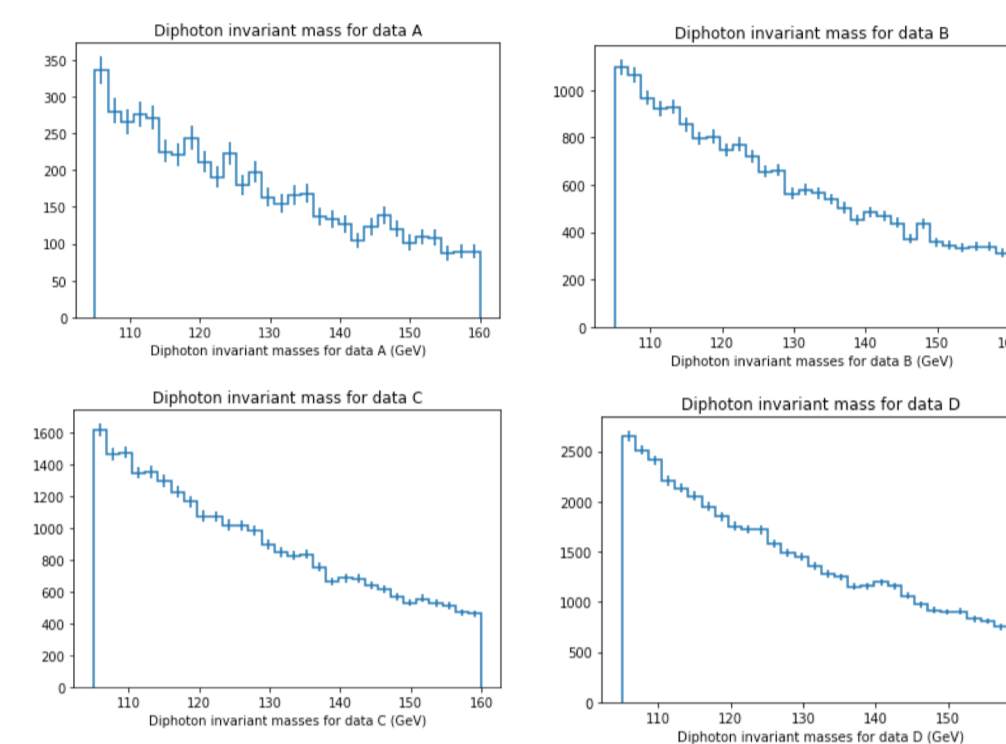 Diphoton invariant mass for data A
350
300
250
200
150
100
50
0
110 120 130 140 150 160
Diphoton invariant masses for data A (GeV)
Diphoton invariant mass for data B
1000
800
600
400
200
0
110 120 130 140 150
Diphoton invariant masses for data B (GeV)
Diphoton invariant mass for data C
1600
1400
1200
1000
800
600
400
200
0
110 120 130 140 150 160
Diphoton invariant masses for data C (GeV)
Diphoton invariant mass for data D
2500
2000
1500
1000
500
0
110 120 130 140 150
Diphoton invariant masses for data D (GeV)